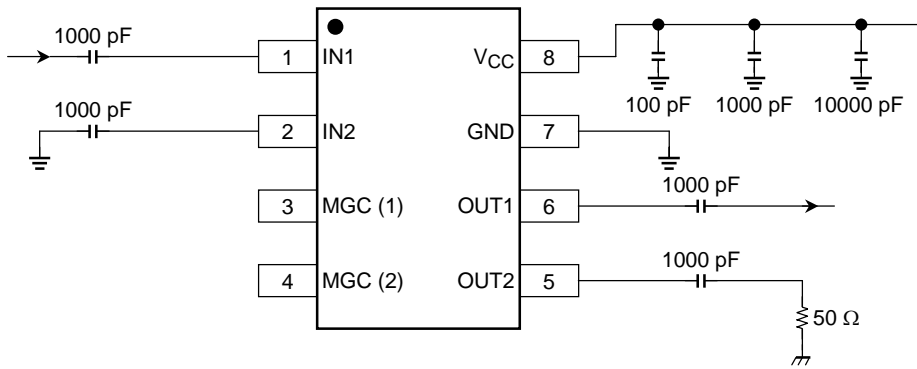 1000 pF
1 IN1
VCC 8
100 pF 1000 pF 10000 pF
1000 pF
2 IN2
GND 7
1000 pF
3 MGC (1)
OUT1 6
1000 pF
4 MGC (2)
OUT2 5
50 Ω